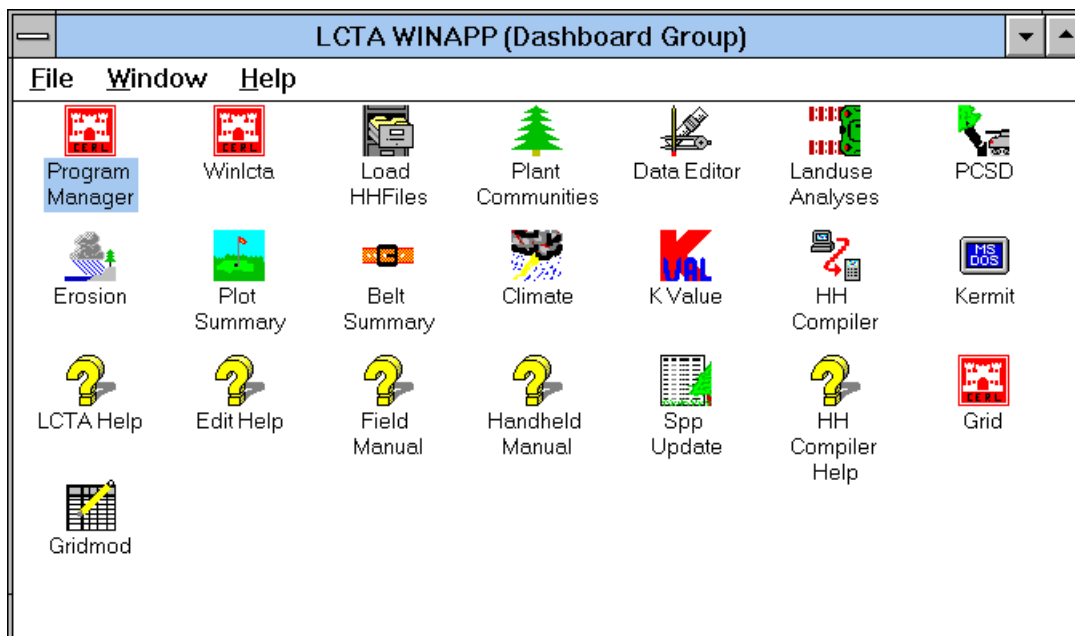 LCTA WINAPP (Dashboard Group)
File Window Help
CERL
Program
Manager
CERL
Winlcta
Load
HHFiles
Plant
Communities
Data Editor
Landuse
Analyses
PCSD
Erosion
Plot
Summary
Belt
Summary
Climate
K VAL
K Value
HH
Compiler
MS
DOS
Kermit
LCTA Help
Edit Help
Field
Manual
Handheld
Manual
Spp
Update
HH
Compiler
Help
CERL
Grid
Gridmod